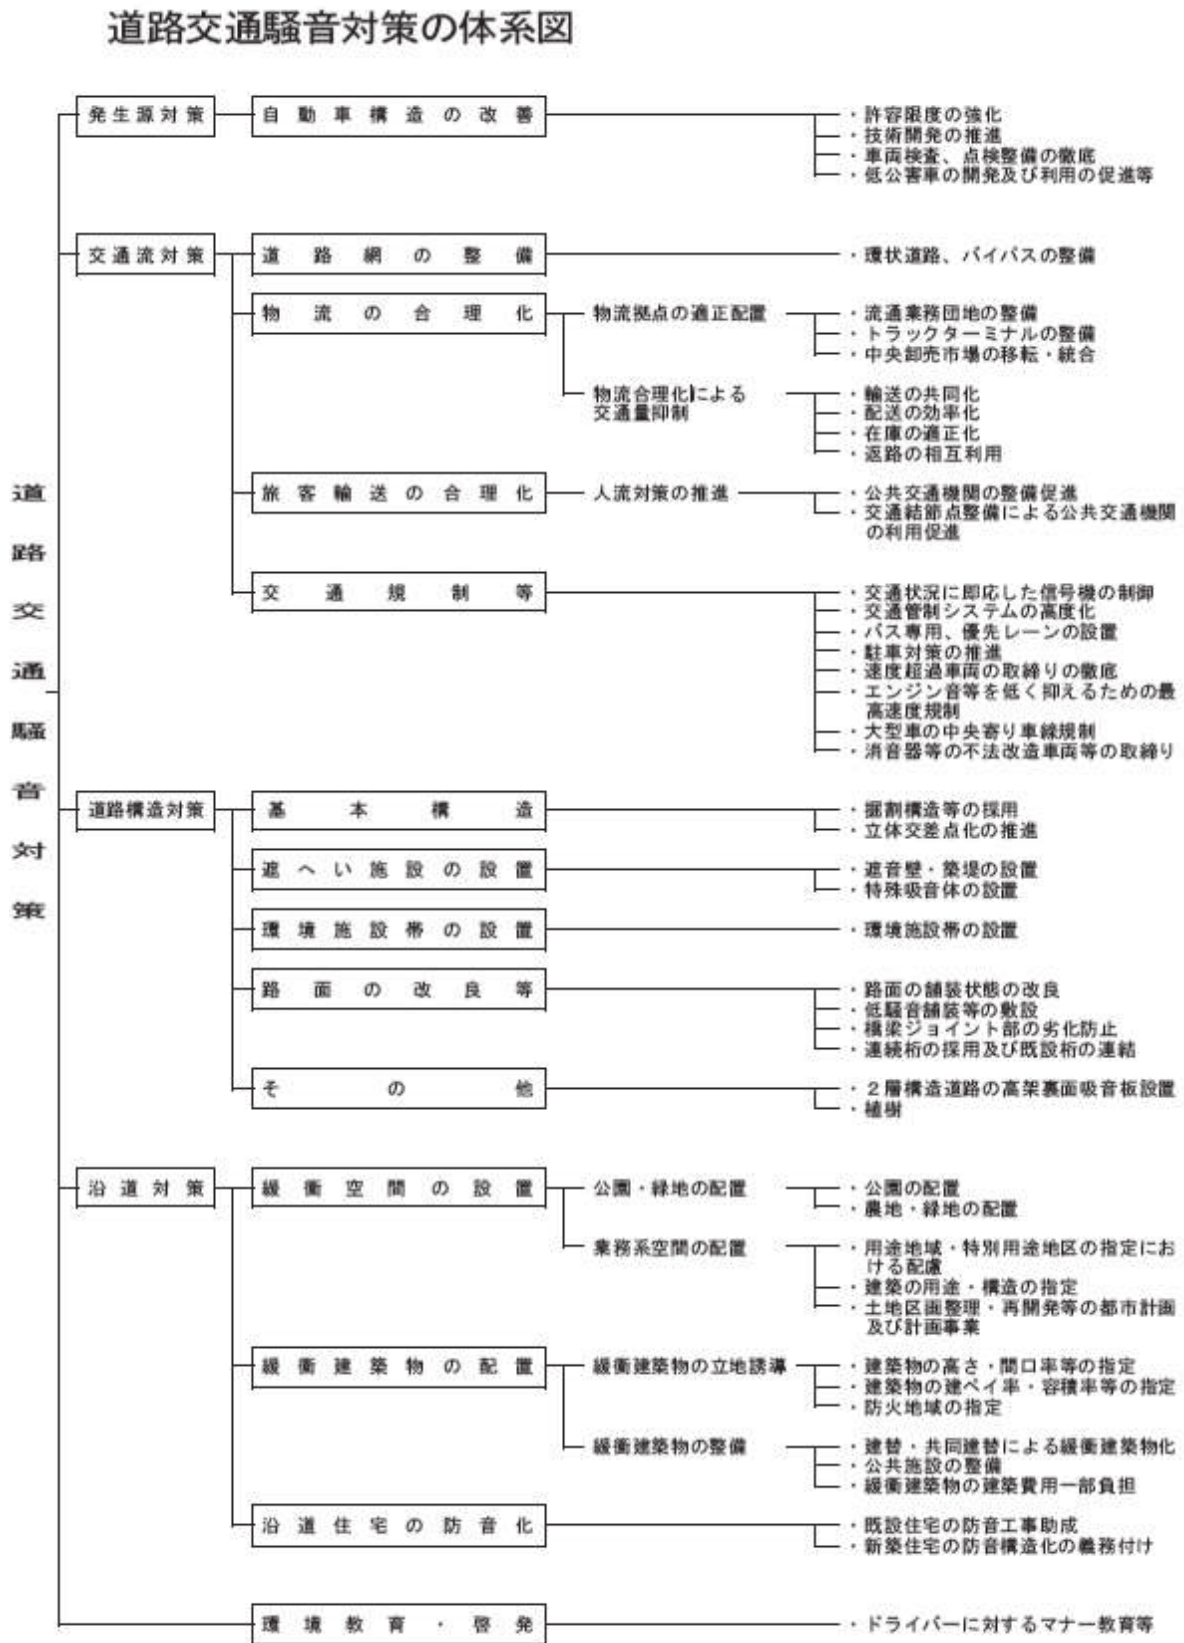 道路交通騒音対策の体系図
道路交通騒音対策
発生源対策
自動車構造の改善
・許容限度の強化
・技術開発の推進
・車両検査、点検整備の徹底
・低公害車の開発及び利用の促進等
交通流対策
道路網の整備
・環状道路、バイパスの整備
物流の合理化
物流拠点の適正配置
・流通業務団地の整備
・トラックターミナルの整備
・中央卸売市場の移転・統合
物流合理化による
交通量抑制
・輸送の共同化
・配送の効率化
・在庫の適正化
・返路の相互利用
旅客輸送の合理化
人流対策の推進
・公共交通機関の整備促進
・交通結節点整備による公共交通機関
の利用促進
交通規制等
・交通状況に即応した信号機の制御
・交通管制システムの高度化
・バス専用、優先レーンの設置
・駐車対策の推進
・速度超過車両の取締りの徹底
・エンジン音等を低く抑えるための最
高速度規制
・大型車の中央寄り車線規制
・消音器等の不法改造車両等の取締り
道路構造対策
基本構造
・掘割構造等の採用
・立体交差点化の推進
遮へい施設の設置
・遮音壁・築堤の設置
・特殊吸音体の設置
環境施設帯の設置
・環境施設帯の設置
路面の改良等
・路面の舗装状態の改良
・低騒音舗装等の敷設
・橋梁ジョイント部の劣化防止
・連続桁の採用及び既設桁の連結
その他
・２層構造道路の高架裏面吸音板設置
・植樹
沿道対策
緩衝空間の設置
公園・緑地の配置
・公園の配置
・農地・緑地の配置
業務系空間の配置
・用途地域・特別用途地区の指定にお
ける配慮
・建築の用途・構造の指定
・土地区画整理・再開発等の都市計画
及び計画事業
緩衝建築物の配置
緩衝建築物の立地誘導
・建築物の高さ・間口率等の指定
・建築物の建ペイ率・容積率等の指定
・防火地域の指定
緩衝建築物の整備
・建替・共同建替による緩衝建築物化
・公共施設の整備
・緩衝建築物の建築費用一部負担
沿道住宅の防音化
・既設住宅の防音工事助成
・新築住宅の防音構造化の義務付け
環境教育・啓発
・ドライバーに対するマナー教育等